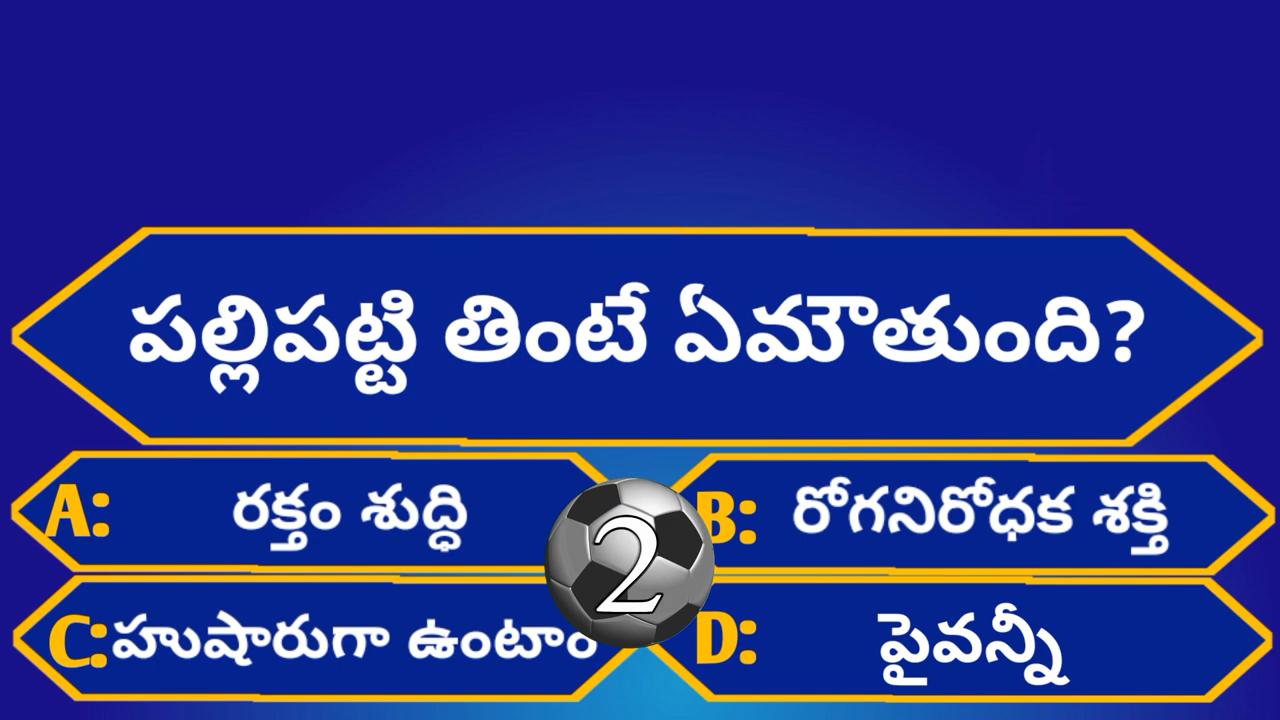 పల్లిపట్టి తింటే ఏమౌతుంది?
A: రక్తం శుద్ధి
B: రోగనిరోధక శక్తి
2
C: హుషారుగా ఉంటాం
D: పైవన్నీ